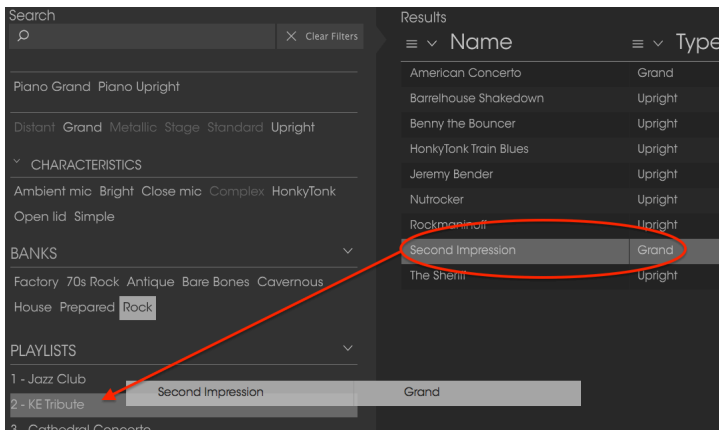 Search
Clear Filters
Piano Grand Piano Upright
Distant Grand Metallic Stage Standard Upright
CHARACTERISTICS
Ambient mic Bright Close mic Complex HonkyTonk
Open lid Simple
BANKS
Factory 70s Rock Antique Bare Bones Cavernous
House Prepared Rock
PLAYLISTS
1 - Jazz Club
2 - KE Tribute
3 - Cathedral Concerto
Second Impression Grand
Results
Name Type
American Concerto Grand
Barrelhouse Shakedown Upright
Benny the Bouncer Upright
HonkyTonk Train Blues Upright
Jeremy Bender Upright
Nutrocker Upright
Rockmaninoff Upright
Second Impression Grand
The Sheriff Upright